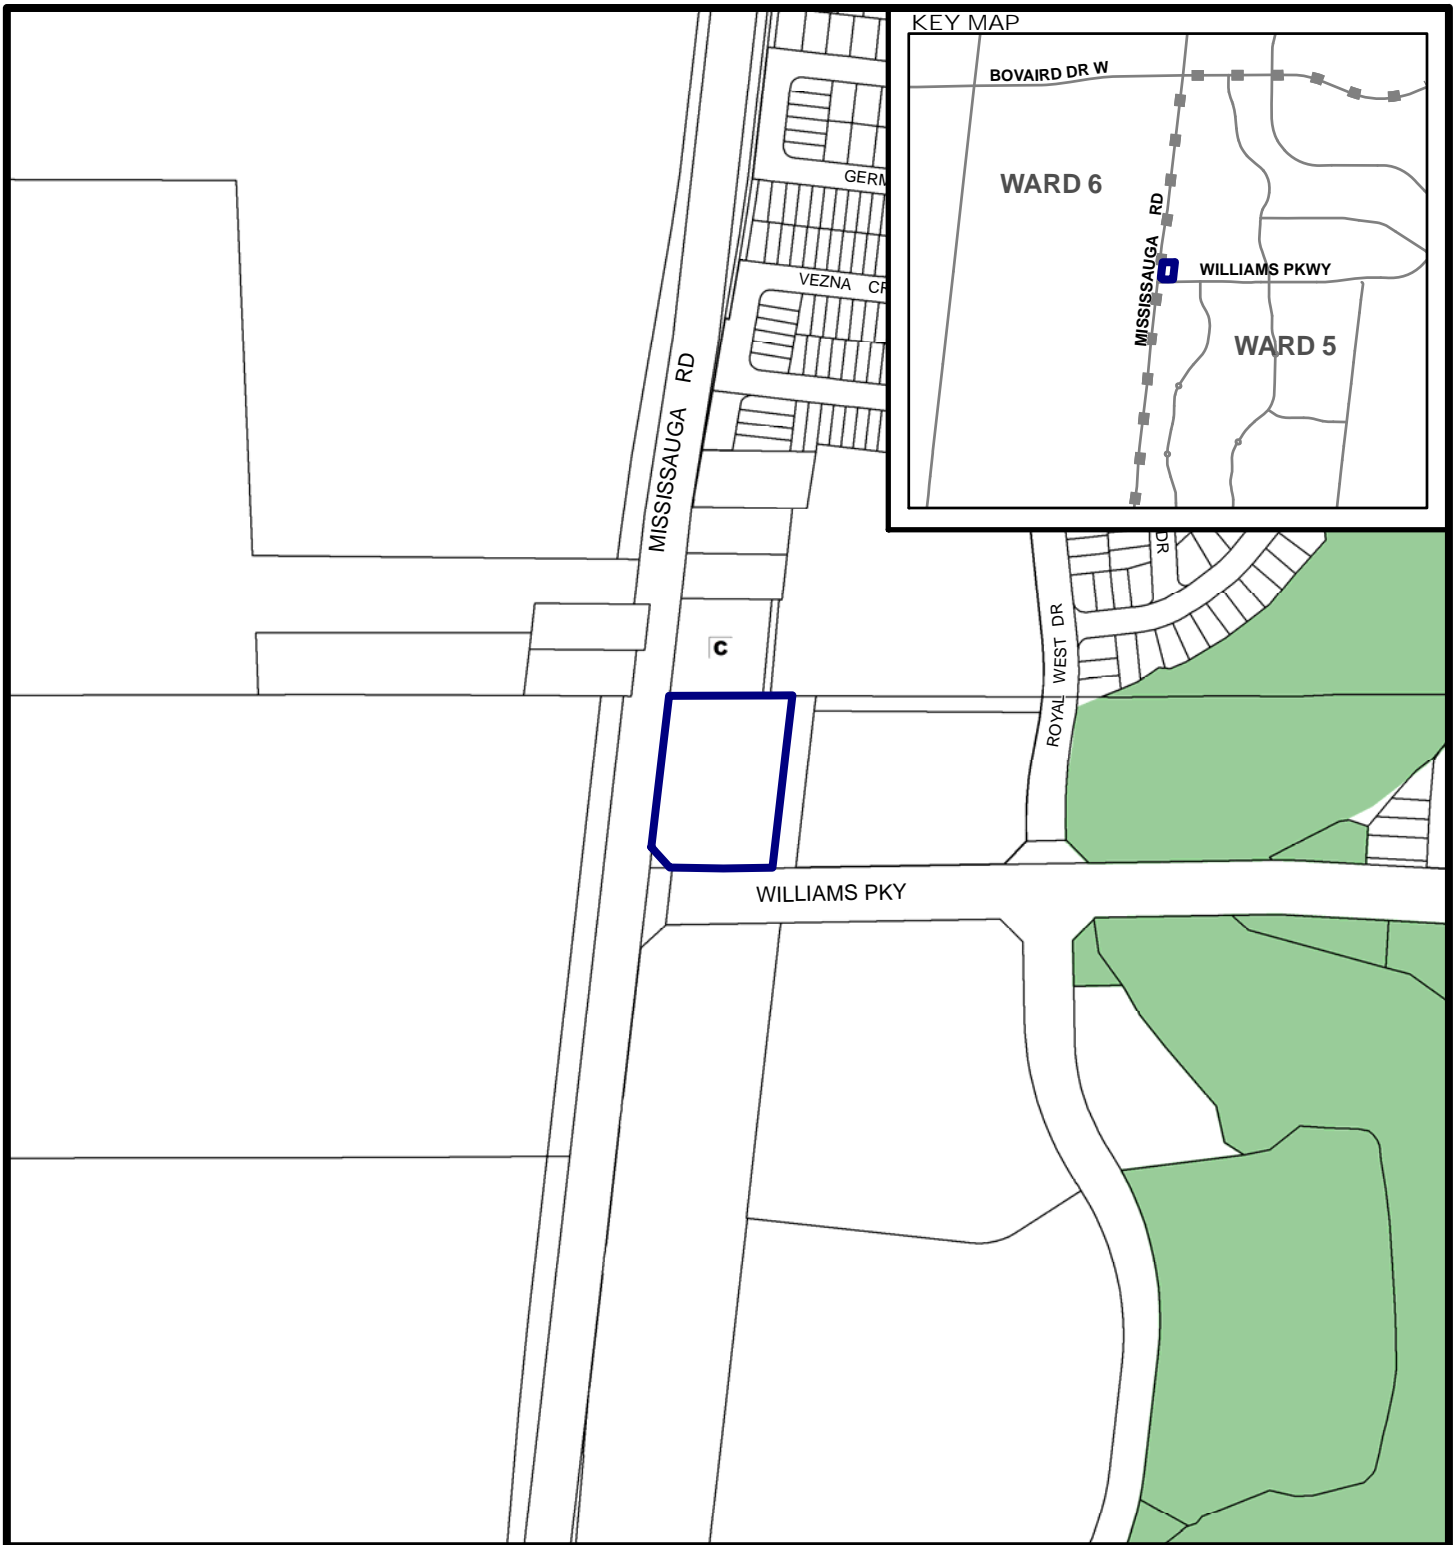 KEY MAP
BOVAIRD DR W
WARD 6
MISSISSAUGA RD
WILLIAMS PKWY
WARD 5
GERM
VEZNA CR
MISSISSAUGA RD
DR
ROYAL WEST DR
C
WILLIAMS PKY